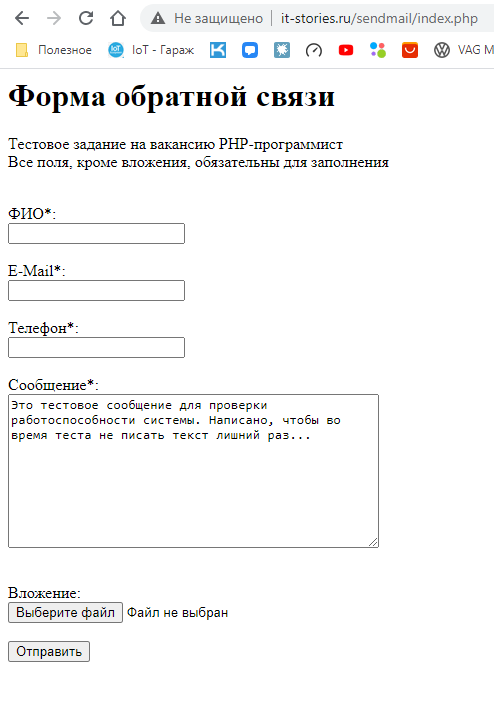 Не защищено | it-stories.ru/sendmail/index.php
Полезное IoT - Гараж VAG M
Форма обратной связи
Тестовое задание на вакансию PHP-программист
Все поля, кроме вложения, обязательны для заполнения
ФИО*:
E-Mail*:
Телефон*:
Сообщение*:
Это тестовое сообщение для проверки
работоспособности системы. Написано, чтобы во
время теста не писать текст лишний раз...
Вложение:
Выберите файл Файл не выбран
Отправить